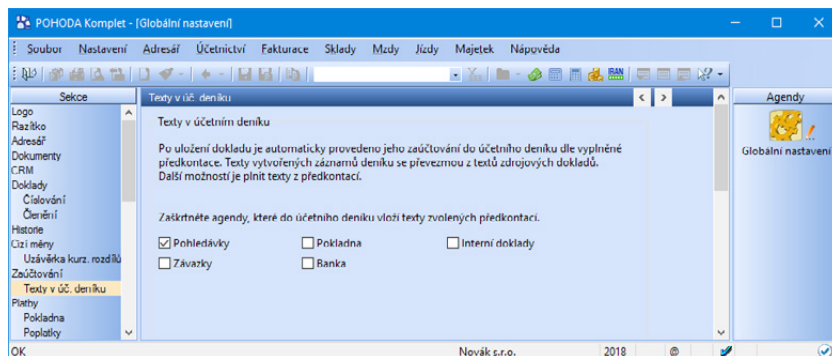 POHODA Komplet - [Globální nastavení]
Soubor Nastavení Adresář Účetnictví Fakturace Sklady Mzdy Jízdy Majetek Nápověda
IBAN
Sekce
Logo
Razítko
Adresář
Dokumenty
CRM
Doklady
Číslování
Členění
Historie
Cizí měny
Uzávěrka kurz. rozdílů
Zaúčtování
Texty v úč. deníku
Platby
Pokladna
Poplatky
Texty v úč. deníku
Texty v účetním deníku
Po uložení dokladu je automaticky provedeno jeho zaúčtování do účetního deníku dle vyplněné
předkontace. Texty vytvořených záznamů deníku se převezmou z textů zdrojových dokladů.
Další možností je plnit texty z předkontací.
Zaškrtněte agendy, které do účetního deníku vloží texty zvolených předkontací.
Pohledávky Pokladna Interní doklady
Závazky Banka
Agendy
Globální nastavení
OK Novák s.r.o. 2018 @